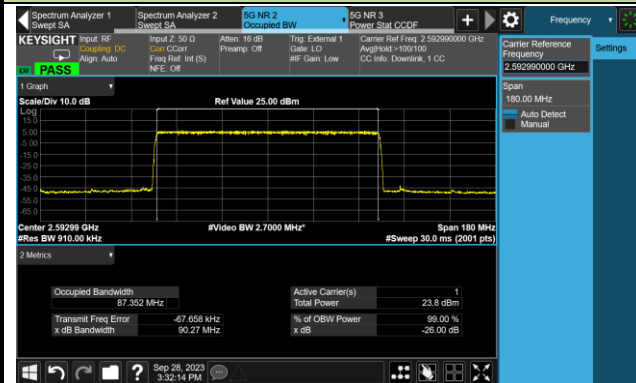 Spectrum Analyzer 1
Swept SA
Spectrum Analyzer 2
Swept SA
5G NR 2
Occupied BW
5G NR 3
Power Stat CCDF
Frequency
KEYSIGHT
Input: RF
Coupling: DC
Align: Auto
Input Z: 50 Ω
Corr CCorr
Freq Ref: Int (S)
NFE: Off
Atten: 16 dB
Preamp: Off
Trig: External 1
Gate: LO
#IF Gain: Low
Carrier Ref Freq: 2.592990000 GHz
Avg|Hold:>100/100
CC Info: Downlink, 1 CC
PASS
Carrier Reference
Frequency
2.592990000 GHz
Settings
Span
180.00 MHz
Auto Detect
Manual
1 Graph
Scale/Div 10.0 dB
Ref Value 25.00 dBm
Log
15.0
5.00
-5.00
-15.0
-25.0
-35.0
-45.0
-55.0
-65.0
Center 2.59299 GHz
#Video BW 2.7000 MHz*
Span 180 MHz
#Res BW 910.00 kHz
#Sweep 30.0 ms (2001 pts)
2 Metrics
Occupied Bandwidth
87.352 MHz
Active Carrier(s) 1
Total Power 23.8 dBm
Transmit Freq Error -67.658 kHz
% of OBW Power 99.00 %
x dB Bandwidth 90.27 MHz
x dB -26.00 dB
Sep 28, 2023
3:32:14 PM